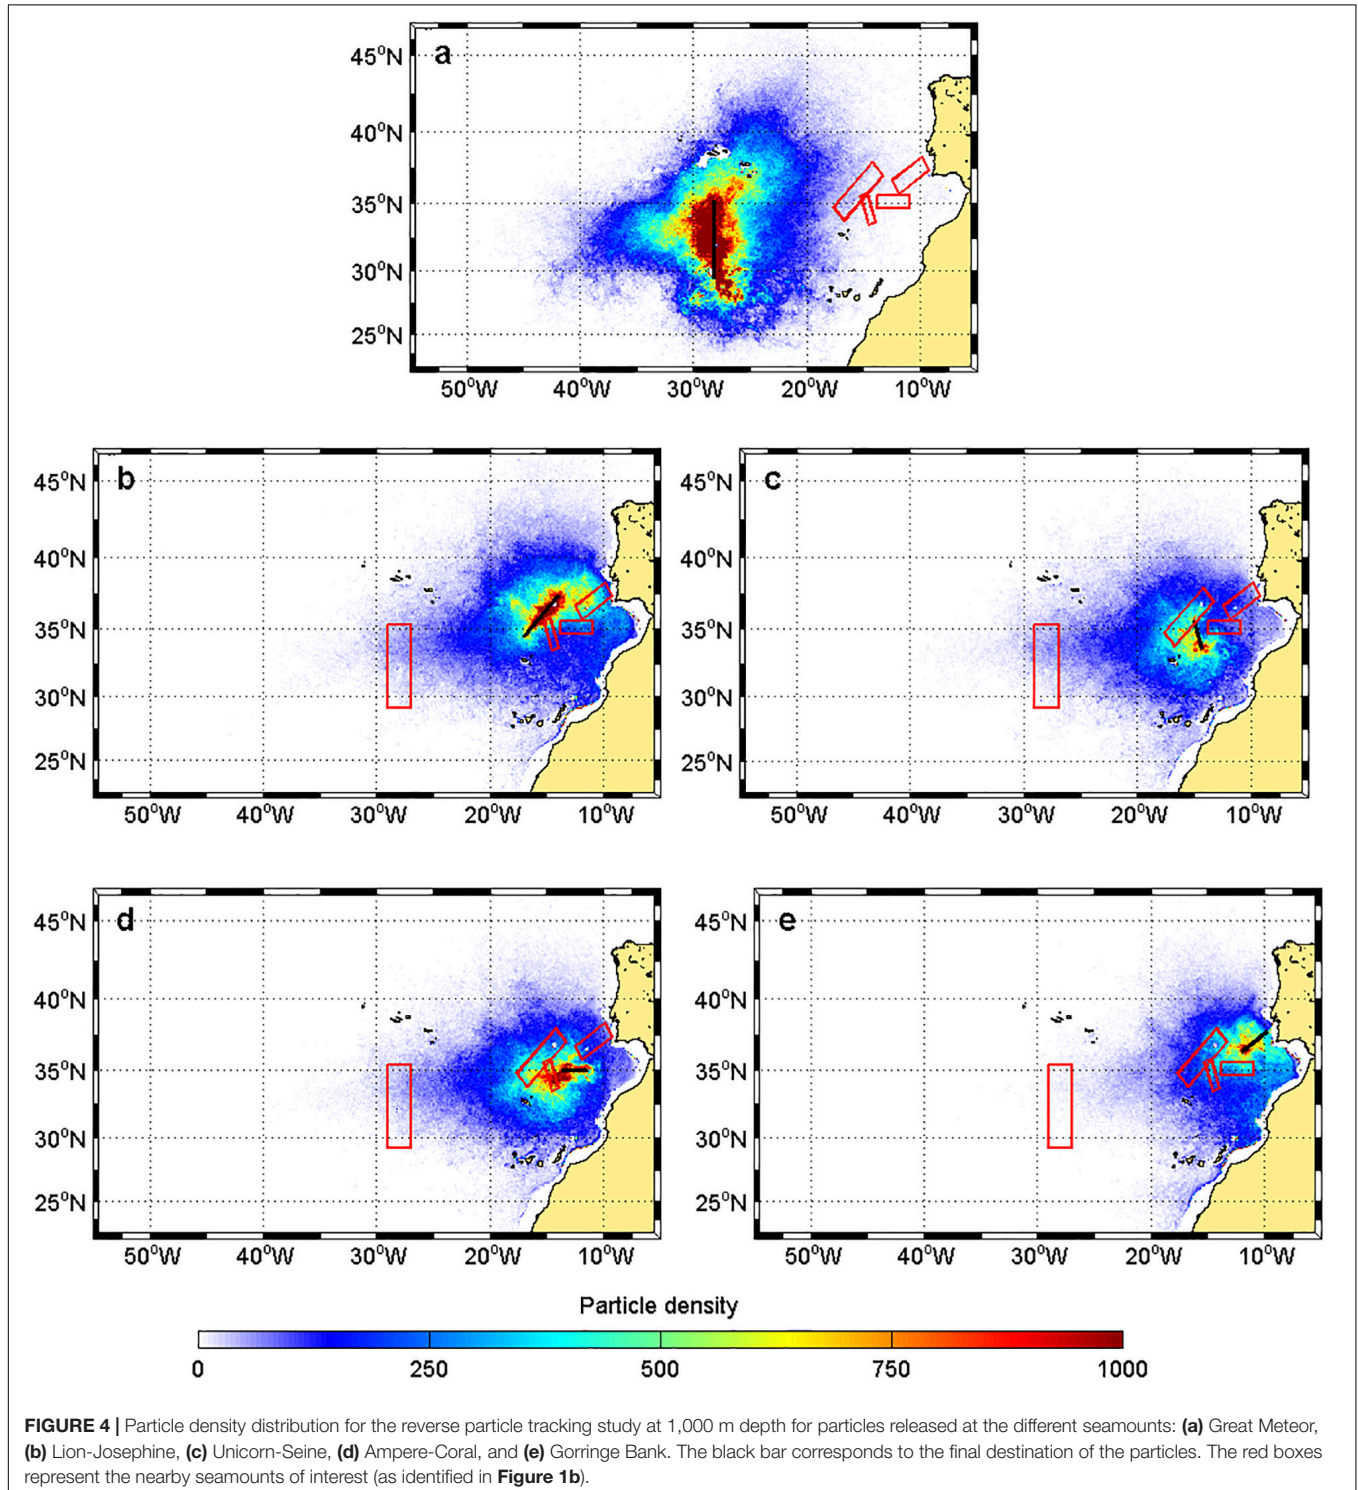 a
45°N
40°N
35°N
30°N
25°N
50°W 40°W 30°W 20°W 10°W
b
45°N
40°N
35°N
30°N
25°N
50°W 40°W 30°W 20°W 10°W
c
45°N
40°N
35°N
30°N
25°N
50°W 40°W 30°W 20°W 10°W
d
45°N
40°N
35°N
30°N
25°N
50°W 40°W 30°W 20°W 10°W
e
45°N
40°N
35°N
30°N
25°N
50°W 40°W 30°W 20°W 10°W
Particle density
0 250 500 750 1000
FIGURE 4 | Particle density distribution for the reverse particle tracking study at 1,000 m depth for particles released at the different seamounts: (a) Great Meteor,
(b) Lion-Josephine, (c) Unicorn-Seine, (d) Ampere-Coral, and (e) Gorringe Bank. The black bar corresponds to the final destination of the particles. The red boxes
represent the nearby seamounts of interest (as identified in Figure 1b).